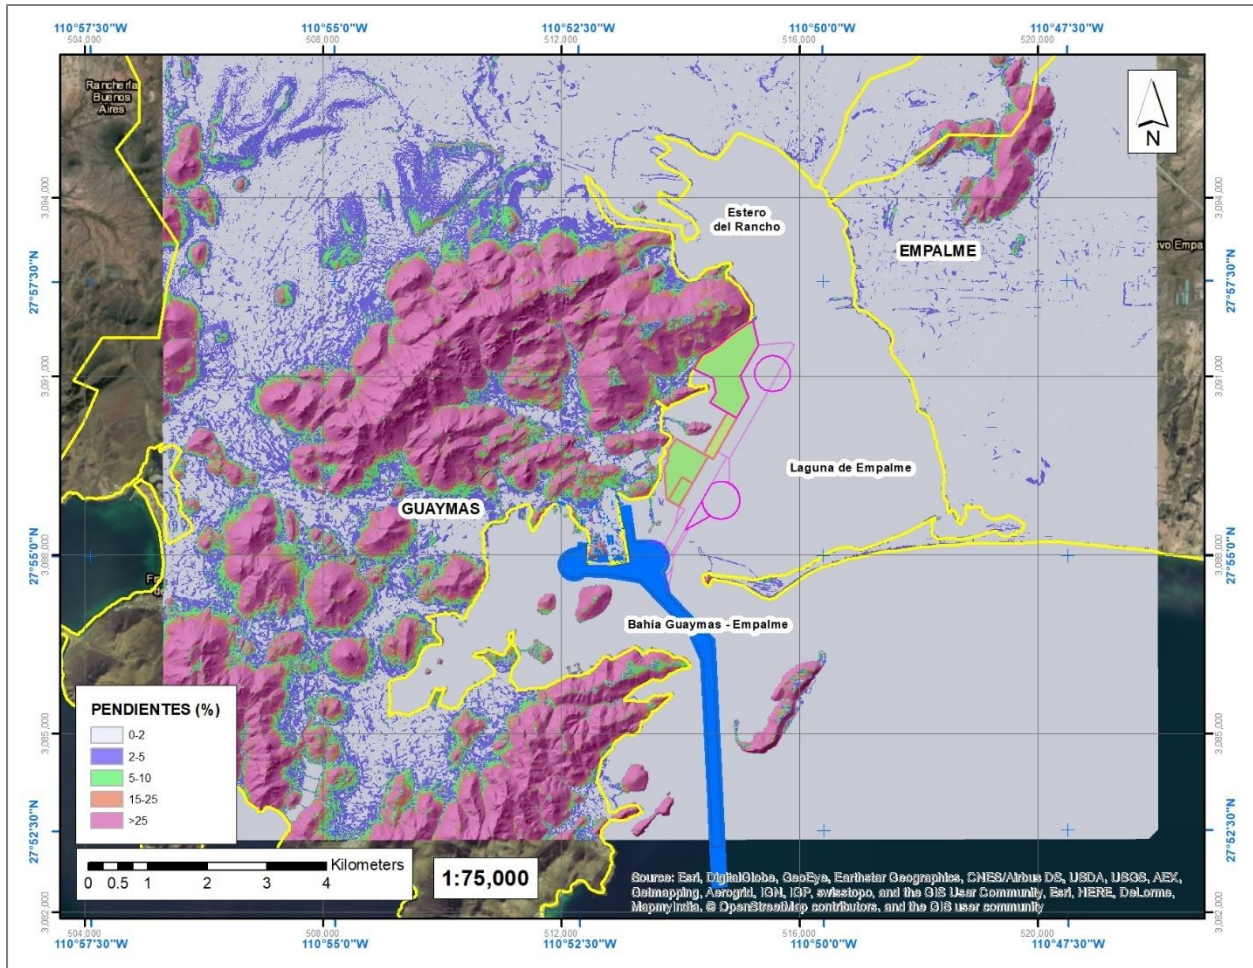 110°57'30"W 110°55'0"W 110°52'30"W 110°50'0"W 110°47'30"W
504,000 508,000 512,000 516,000 520,000
Ranchería
Buenos
Aires
N
3,094,000 3,094,000
Estero
del Rancho
EMPALME
evo Empa
27°57'30"N 27°57'30"N
3,091,000 3,091,000
Laguna de Empalme
GUAYMAS
27°55'0"N 27°55'0"N
3,088,000 3,088,000
Bahía Guaymas - Empalme
PENDIENTES (%)
0-2
2-5
5-10
15-25
>25
3,085,000 3,085,000
27°52'30"N 27°52'30"N
Kilometers
0 0.5 1 2 3 4
1:75,000
Source: Esri, DigitalGlobe, GeoEye, Earthstar Geographics, CNES/Airbus DS, USDA, USGS, AEX,
Getmapping, Aerogrid, IGN, IGP, swisstopo, and the GIS User Community, Esri, HERE, DeLorme,
MapmyIndia, © OpenStreetMap contributors, and the GIS user community
3,082,000 3,082,000
504,000 508,000 512,000 516,000 520,000
110°57'30"W 110°55'0"W 110°52'30"W 110°50'0"W 110°47'30"W